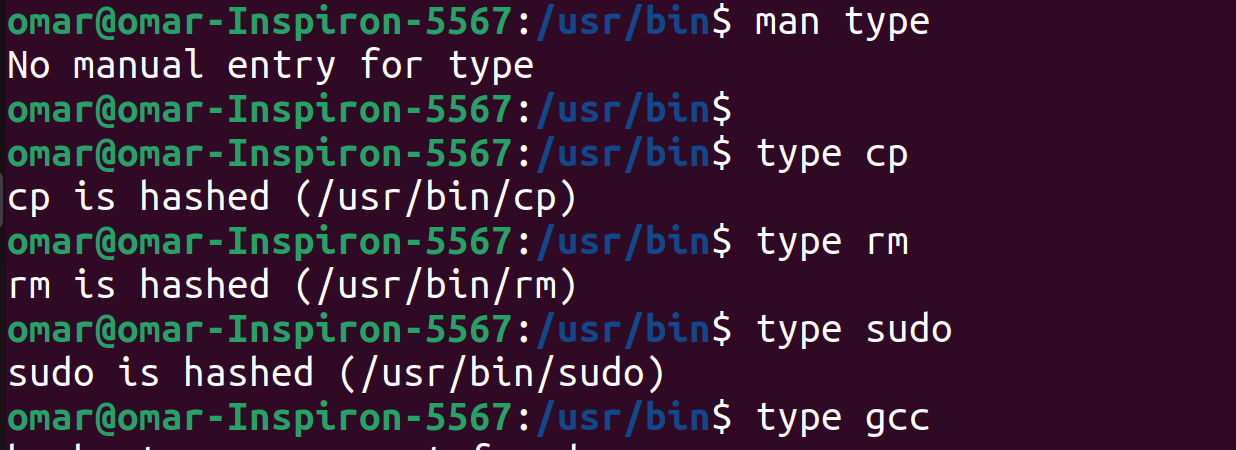 omar@omar-Inspiron-5567:/usr/bin$ man type
No manual entry for type
omar@omar-Inspiron-5567:/usr/bin$
omar@omar-Inspiron-5567:/usr/bin$ type cp
cp is hashed (/usr/bin/cp)
omar@omar-Inspiron-5567:/usr/bin$ type rm
rm is hashed (/usr/bin/rm)
omar@omar-Inspiron-5567:/usr/bin$ type sudo
sudo is hashed (/usr/bin/sudo)
omar@omar-Inspiron-5567:/usr/bin$ type gcc